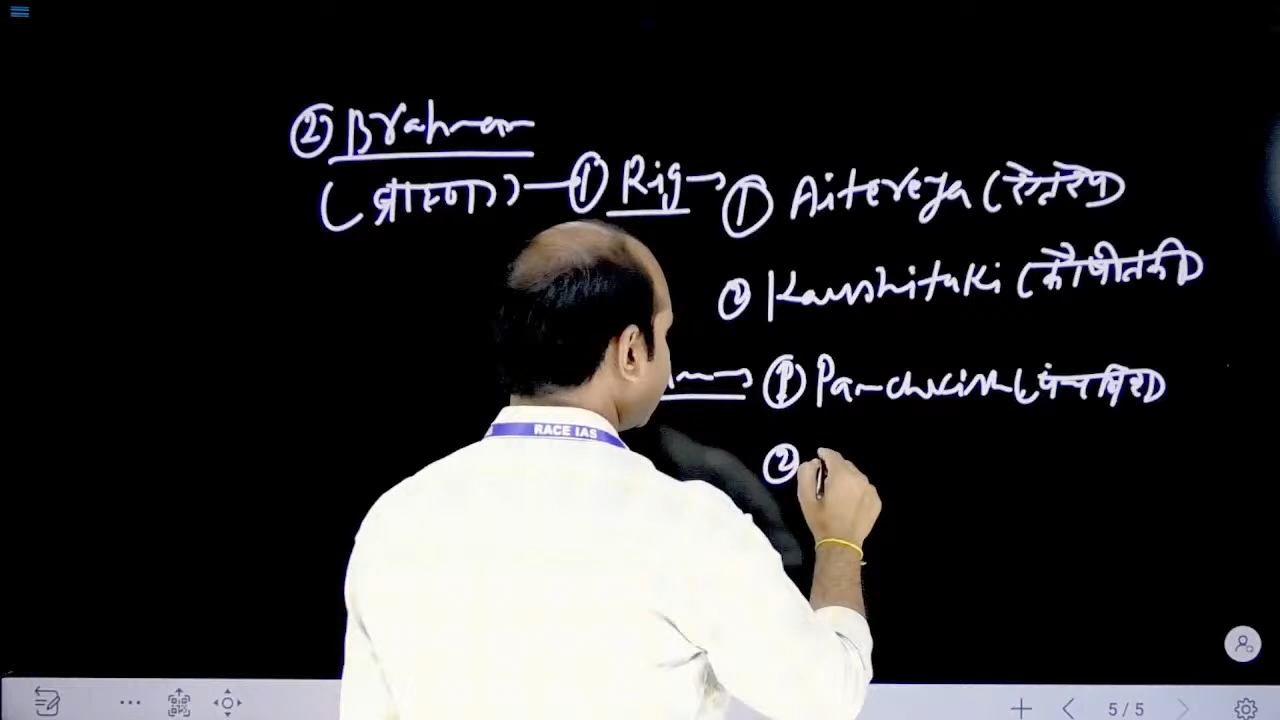 ② Brahman
(ब्राह्मण) — ① Rig → ① Aitereya (ऐतरेय)
② Kaushitaki (कौषीतकी)
→ ① Panchvish (पंचविश)
②
RACE IAS
5 / 5